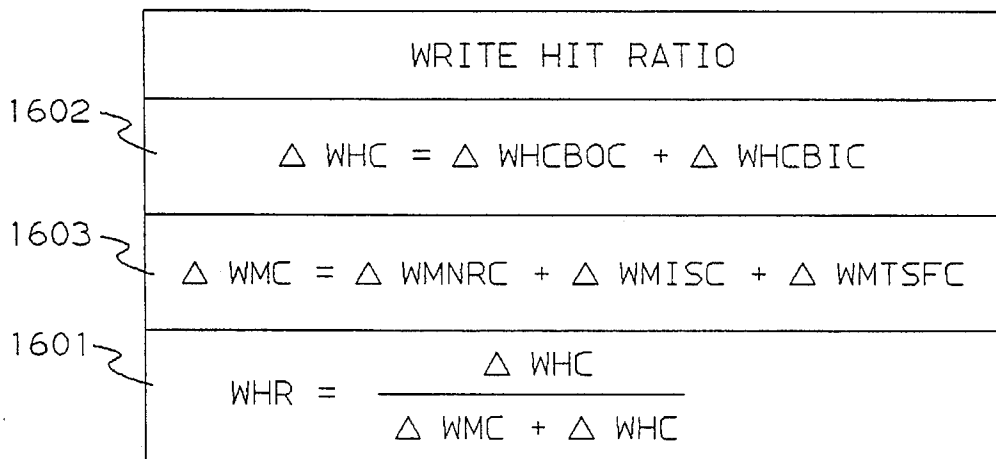 WRITE HIT RATIO
1602
△ WHC = △ WHCBOC + △ WHCBIC
1603
△ WMC = △ WMNRC + △ WMISC + △ WMTSFC
1601
WHR = △ WHC
△ WMC + △ WHC